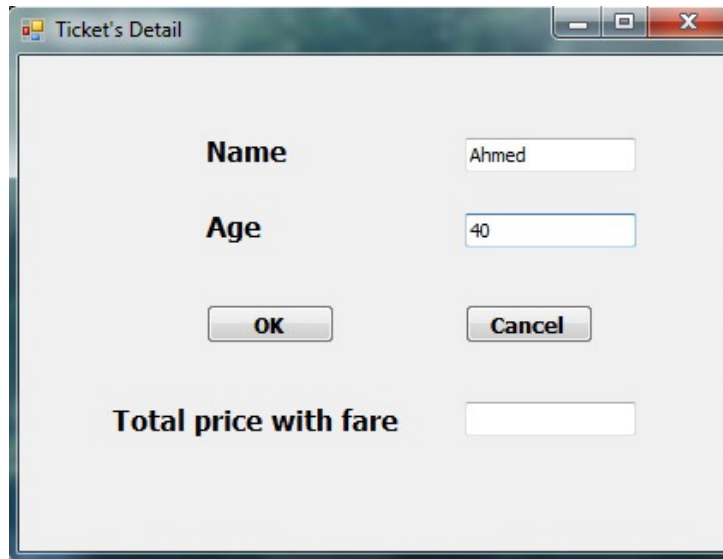 Ticket's Detail
Name Ahmed
Age 40
OK Cancel
Total price with fare